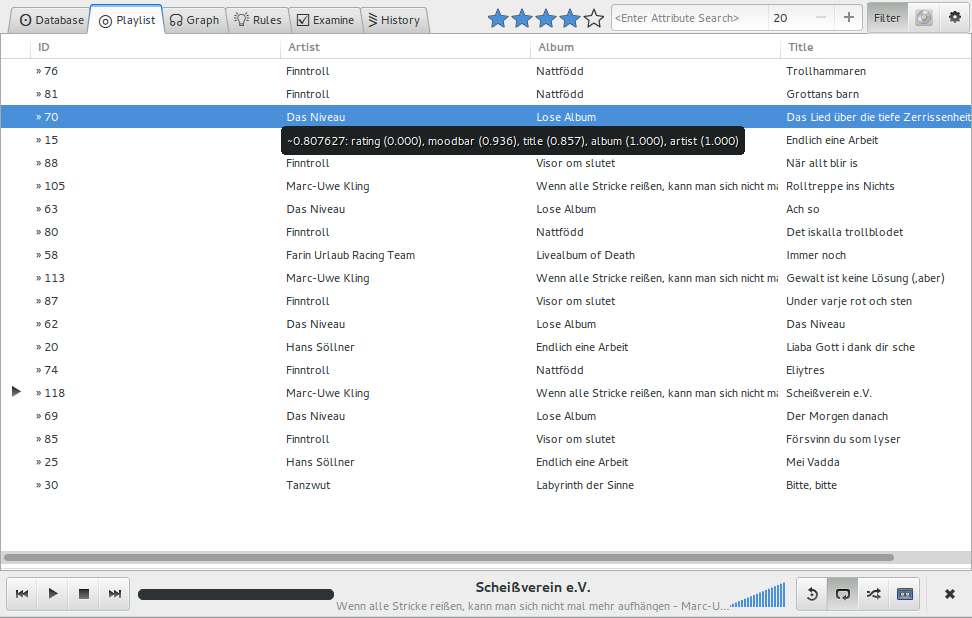 Database Playlist Graph Rules Examine History <Enter Attribute Search> 20 Filter
ID Artist Album Title
» 76 Finntroll Nattfödd Trollhammaren
» 81 Finntroll Nattfödd Grottans barn
» 70 Das Niveau Lose Album Das Lied über die tiefe Zerrissenheit
» 15 Endlich eine Arbeit
~0.807627: rating (0.000), moodbar (0.936), title (0.857), album (1.000), artist (1.000)
» 88 Finntroll Visor om slutet När allt blir is
» 105 Marc-Uwe Kling Wenn alle Stricke reißen, kann man sich nicht ma Rolltreppe ins Nichts
» 63 Das Niveau Lose Album Ach so
» 80 Finntroll Nattfödd Det iskalla trollblodet
» 58 Farin Urlaub Racing Team Livealbum of Death Immer noch
» 113 Marc-Uwe Kling Wenn alle Stricke reißen, kann man sich nicht ma Gewalt ist keine Lösung (,aber)
» 87 Finntroll Visor om slutet Under varje rot och sten
» 62 Das Niveau Lose Album Das Niveau
» 20 Hans Söllner Endlich eine Arbeit Liaba Gott i dank dir sche
» 74 Finntroll Nattfödd Eliytres
» 118 Marc-Uwe Kling Wenn alle Stricke reißen, kann man sich nicht ma Scheißverein e.V.
» 69 Das Niveau Lose Album Der Morgen danach
» 85 Finntroll Visor om slutet Försvinn du som lyser
» 25 Hans Söllner Endlich eine Arbeit Mei Vadda
» 30 Tanzwut Labyrinth der Sinne Bitte, bitte
Scheißverein e.V.
Wenn alle Stricke reißen, kann man sich nicht mal mehr aufhängen - Marc-U...